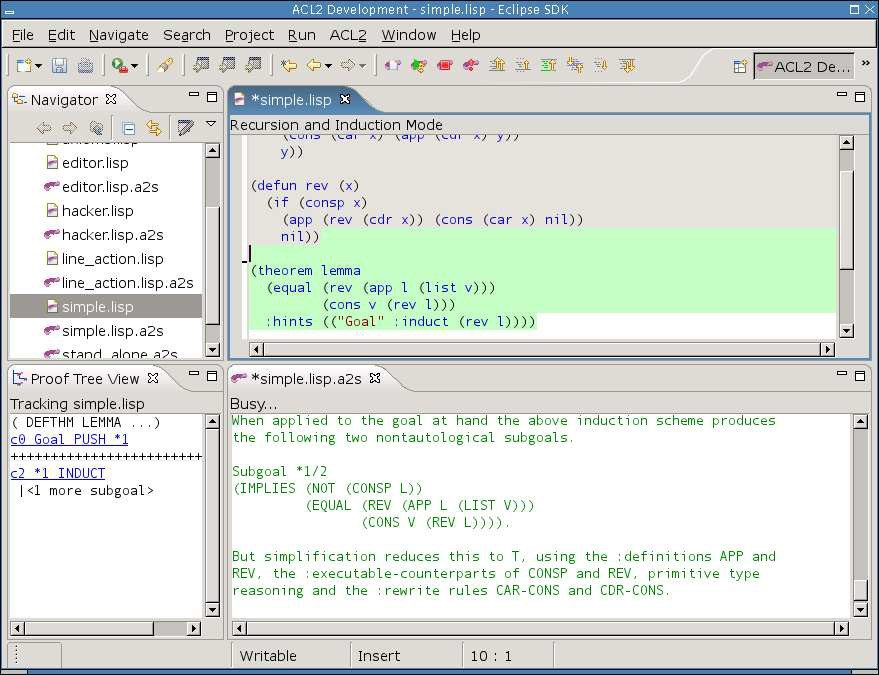 ACL2 Development - simple.lisp - Eclipse SDK
File Edit Navigate Search Project Run ACL2 Window Help
ACL2 De...
Navigator
editor.lisp
editor.lisp.a2s
hacker.lisp
hacker.lisp.a2s
line_action.lisp
line_action.lisp.a2s
simple.lisp
simple.lisp.a2s
stand_alone.a2s
*simple.lisp
Recursion and Induction Mode
(cons (car x) (app (cdr x) y))
y))
(defun rev (x)
(if (consp x)
(app (rev (cdr x)) (cons (car x) nil))
nil))
(theorem lemma
(equal (rev (app l (list v)))
(cons v (rev l)))
:hints (("Goal" :induct (rev l))))
Proof Tree View
Tracking simple.lisp
( DEFTHM LEMMA ...)
c0 Goal PUSH *1
++++++++++++++++++++++++
c2 *1 INDUCT
|<1 more subgoal>
*simple.lisp.a2s
Busy...
When applied to the goal at hand the above induction scheme produces
the following two nontautological subgoals.
Subgoal *1/2
(IMPLIES (NOT (CONSP L))
(EQUAL (REV (APP L (LIST V)))
(CONS V (REV L)))).
But simplification reduces this to T, using the :definitions APP and
REV, the :executable-counterparts of CONSP and REV, primitive type
reasoning and the :rewrite rules CAR-CONS and CDR-CONS.
Writable Insert 10 : 1